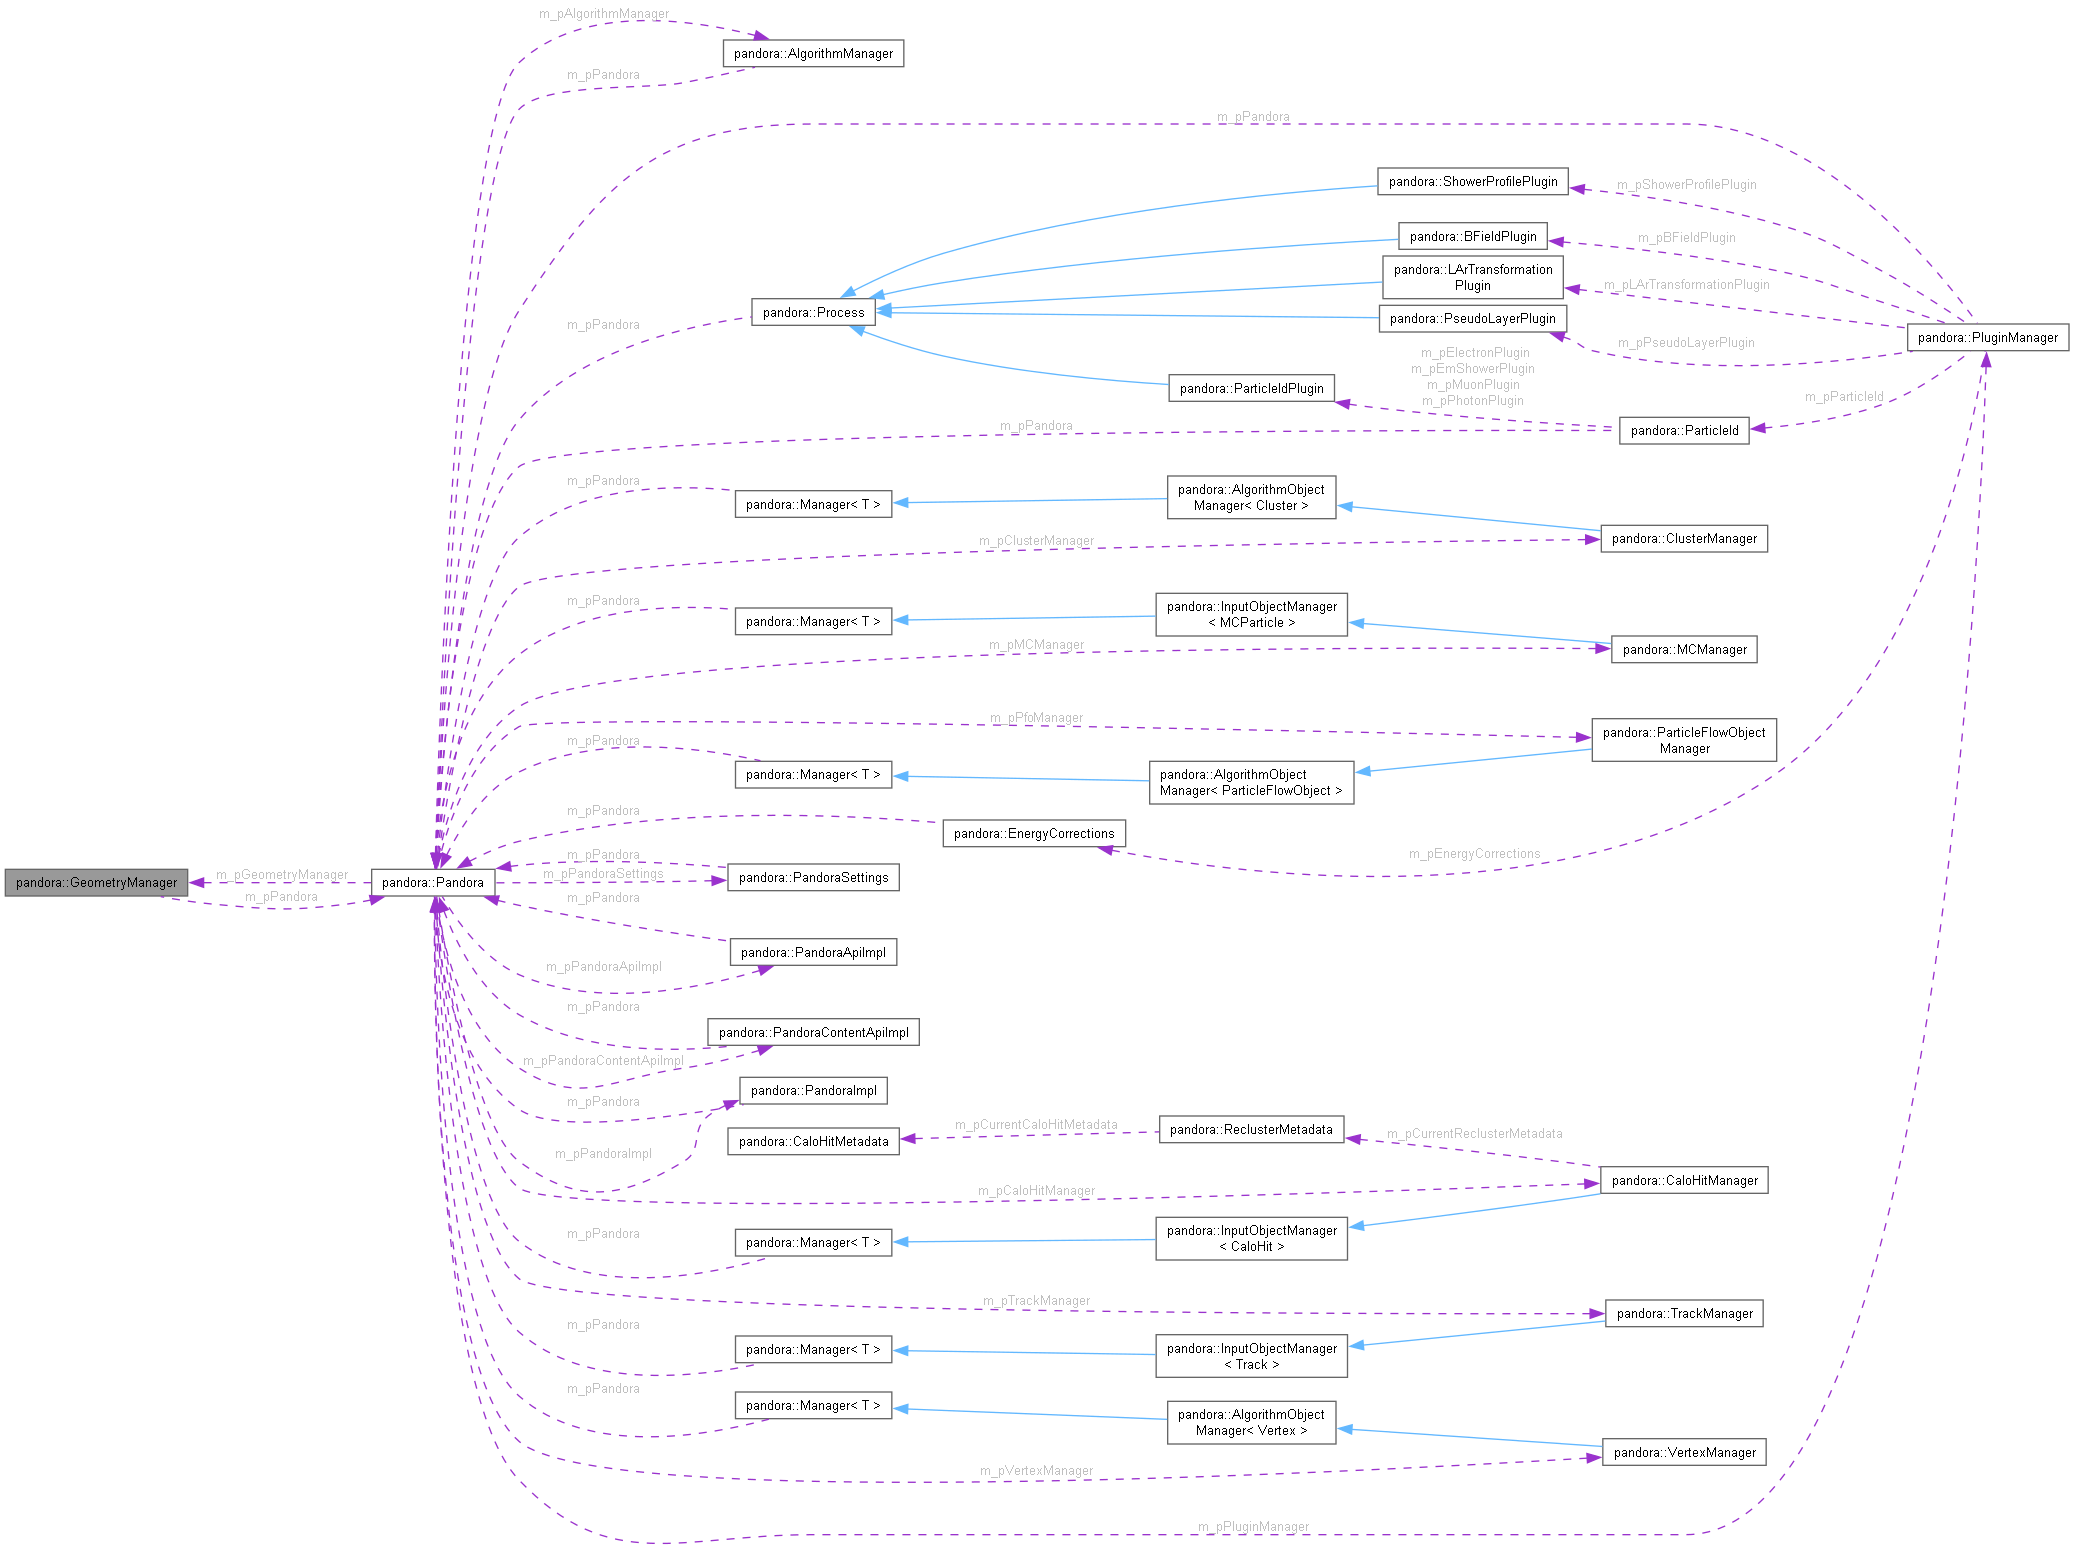 m_pAlgorithmManager
pandora::AlgorithmManager
m_pPandora
m_pPandora
pandora::ShowerProfilePlugin
m_pShowerProfilePlugin
pandora::BFieldPlugin
m_pBFieldPlugin
pandora::LArTransformation
Plugin
m_pLArTransformationPlugin
pandora::Process
pandora::PseudoLayerPlugin
m_pPandora
m_pPseudoLayerPlugin
pandora::PluginManager
m_pElectronPlugin
m_pEmShowerPlugin
m_pMuonPlugin
m_pPhotonPlugin
pandora::ParticleIdPlugin
m_pParticleId
m_pPandora
pandora::ParticleId
m_pPandora
pandora::Manager< T >
pandora::AlgorithmObject
Manager< Cluster >
m_pClusterManager
pandora::ClusterManager
m_pPandora
pandora::Manager< T >
pandora::InputObjectManager
< MCParticle >
m_pMCManager
pandora::MCManager
m_pPfoManager
pandora::ParticleFlowObject
Manager
m_pPandora
pandora::Manager< T >
pandora::AlgorithmObject
Manager< ParticleFlowObject >
m_pPandora
pandora::EnergyCorrections
m_pEnergyCorrections
m_pPandora
pandora::GeometryManager
m_pGeometryManager
m_pPandora
pandora::Pandora
m_pPandoraSettings
pandora::PandoraSettings
m_pPandora
pandora::PandoraApiImpl
m_pPandoraApiImpl
m_pPandora
pandora::PandoraContentApiImpl
m_pPandoraContentApiImpl
pandora::PandoraImpl
m_pPandora
m_pPandoraImpl
pandora::CaloHitMetadata
m_pCurrentCaloHitMetadata
pandora::ReclusterMetadata
m_pCurrentReclusterMetadata
pandora::CaloHitManager
m_pCaloHitManager
m_pPandora
pandora::Manager< T >
pandora::InputObjectManager
< CaloHit >
m_pTrackManager
pandora::TrackManager
m_pPandora
pandora::Manager< T >
pandora::InputObjectManager
< Track >
m_pPandora
pandora::Manager< T >
pandora::AlgorithmObject
Manager< Vertex >
pandora::VertexManager
m_pVertexManager
m_pPluginManager